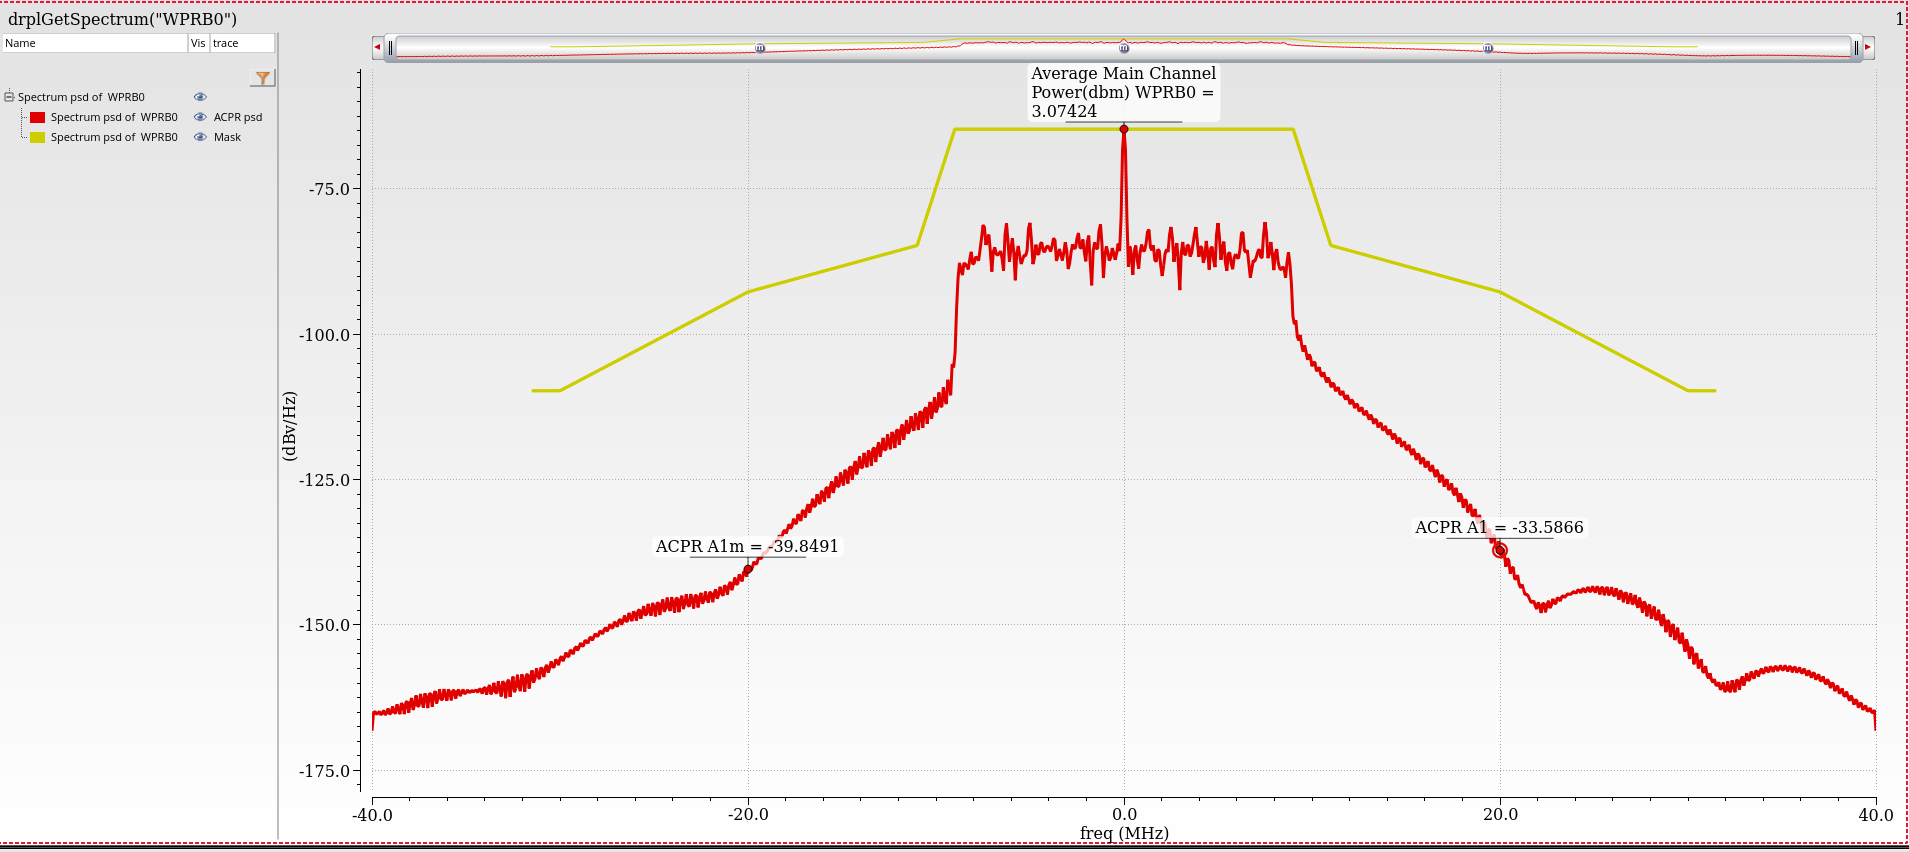 drplGetSpectrum("WPRB0")
1
Name Vis trace
Spectrum psd of WPRB0
Spectrum psd of WPRB0 ACPR psd
Spectrum psd of WPRB0 Mask
m m m
Average Main Channel
Power(dbm) WPRB0 =
3.07424
-75.0
-100.0
-125.0
-150.0
-175.0
(dBv/Hz)
ACPR A1m = -39.8491
ACPR A1 = -33.5866
-40.0 -20.0 0.0 20.0 40.0
freq (MHz)